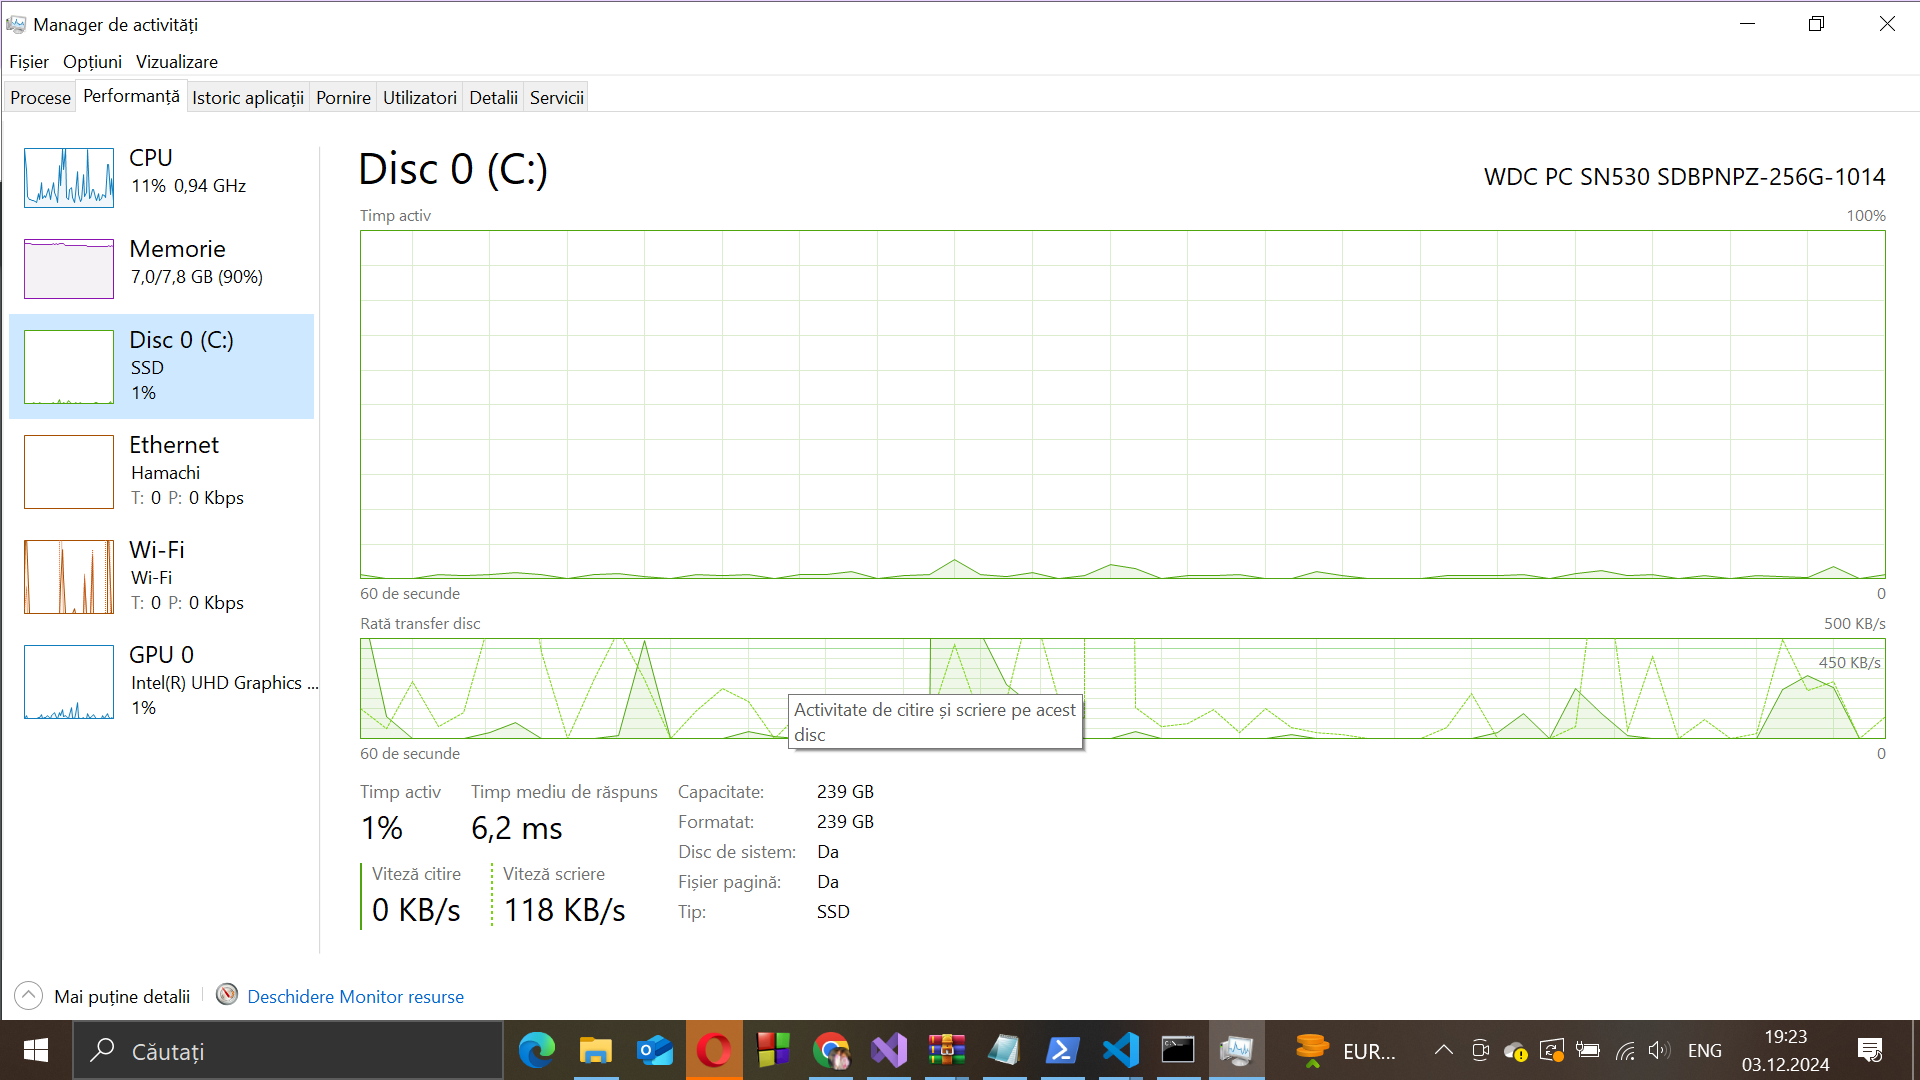 Manager de activități
Fișier Opțiuni Vizualizare
Procese Performanță Istoric aplicații Pornire Utilizatori Detalii Servicii
CPU
11% 0,94 GHz
Memorie
7,0/7,8 GB (90%)
Disc 0 (C:)
SSD
1%
Ethernet
Hamachi
T: 0 P: 0 Kbps
Wi-Fi
Wi-Fi
T: 0 P: 0 Kbps
GPU 0
Intel(R) UHD Graphics ...
1%
Disc 0 (C:)
WDC PC SN530 SDBPNPZ-256G-1014
Timp activ 100%
60 de secunde 0
Rată transfer disc 500 KB/s
450 KB/s
Activitate de citire și scriere pe acest
disc
60 de secunde 0
Timp activ
1%
Timp mediu de răspuns
6,2 ms
Viteză citire
0 KB/s
Viteză scriere
118 KB/s
Capacitate: 239 GB
Formatat: 239 GB
Disc de sistem: Da
Fișier pagină: Da
Tip: SSD
Mai puține detalii
Deschidere Monitor resurse
Căutați
EUR...
ENG
19:23
03.12.2024